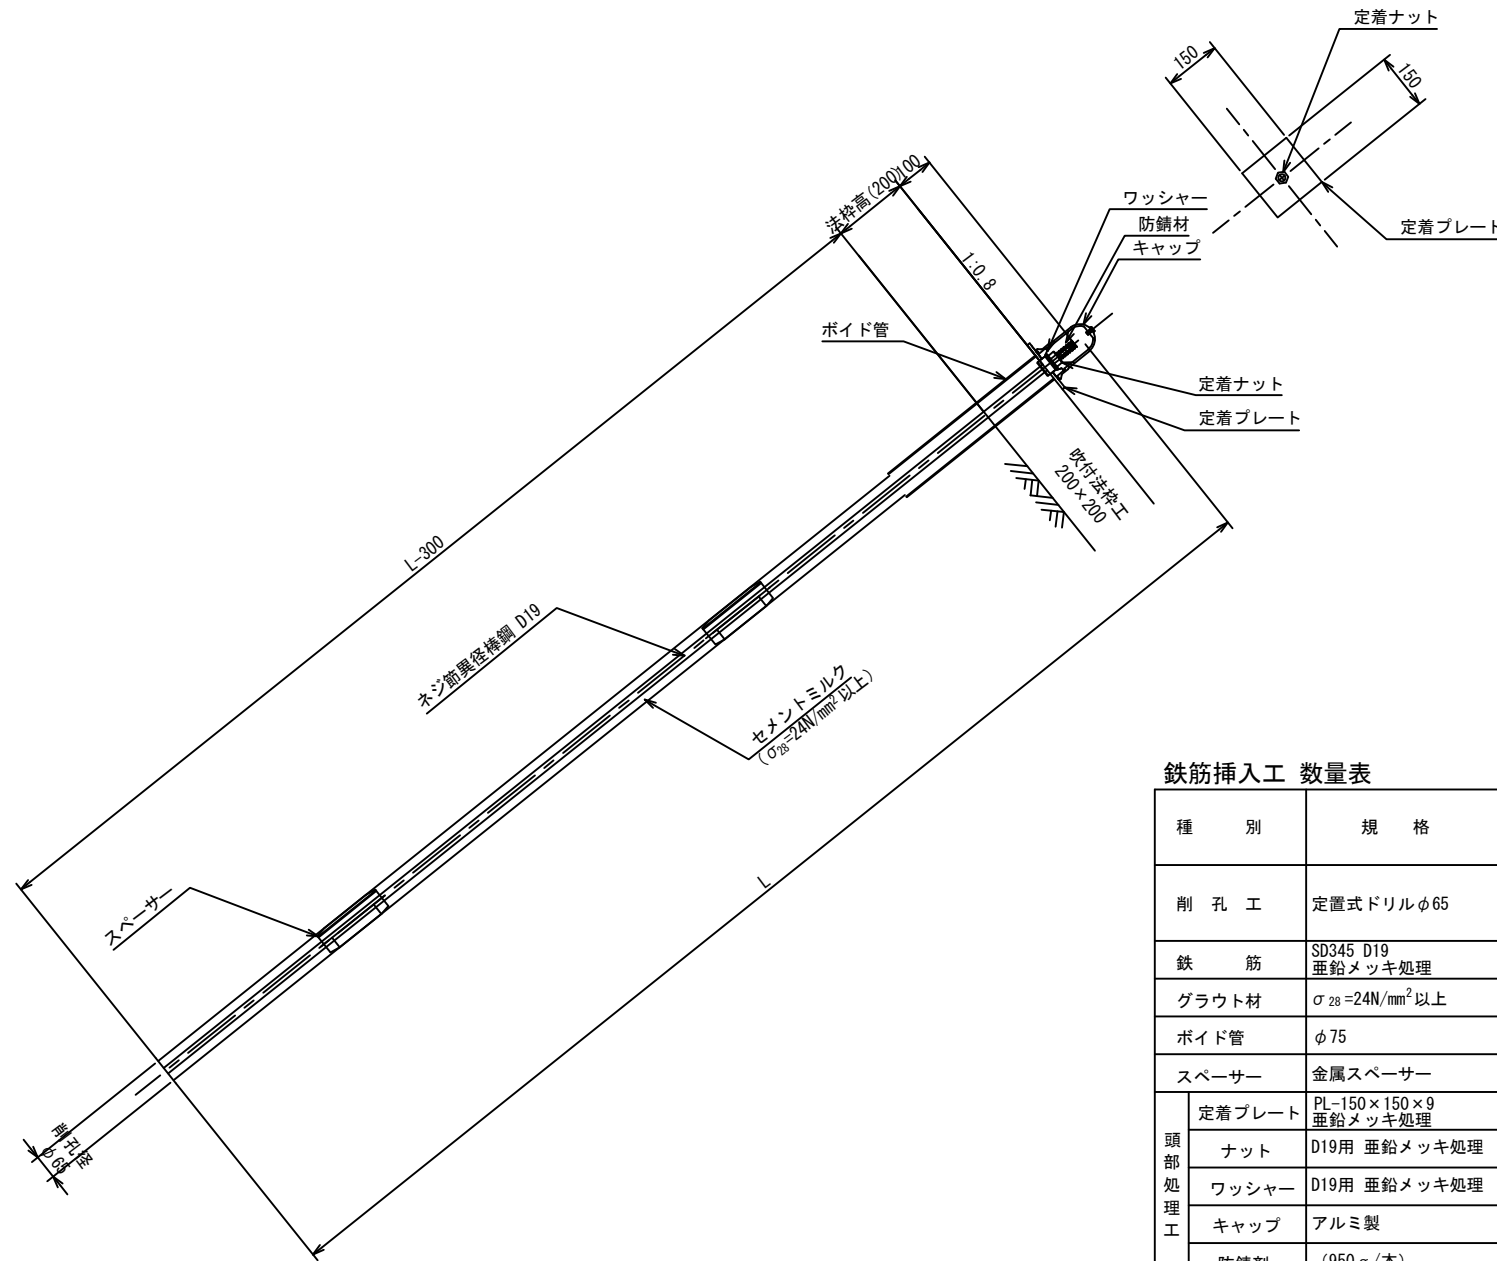 定着ナット
150
150
定着プレート
法枠高(200)
100
ワッシャー
防錆材
キャップ
1:0.8
ボイド管
定着ナット
定着プレート
吹付法枠工
200×200
L-300
ネジ節異径棒鋼 D19
セメントミルク
(σ28=24N/mm2以上)
L
スペーサー
削孔径
φ65
鉄筋挿入工 数量表
種 別 規 格
削 孔 工 定置式ドリルφ65
鉄 筋 SD345 D19
亜鉛メッキ処理
グラウト材 σ28=24N/mm2以上
ボイド管 φ75
スペーサー 金属スペーサー
頭部処理工
定着プレート PL-150×150×9
亜鉛メッキ処理
ナット D19用 亜鉛メッキ処理
ワッシャー D19用 亜鉛メッキ処理
キャップ アルミ製